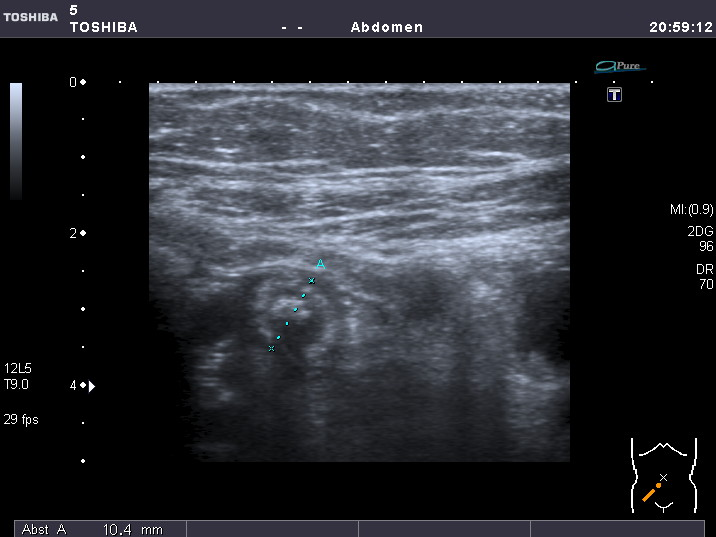 TOSHIBA
5
TOSHIBA - - Abdomen 20:59:12
APure
T
0
2
4
A
MI:(0.9)
2DG
96
DR
70
12L5
T9.0
29 fps
Abst A 10.4 mm